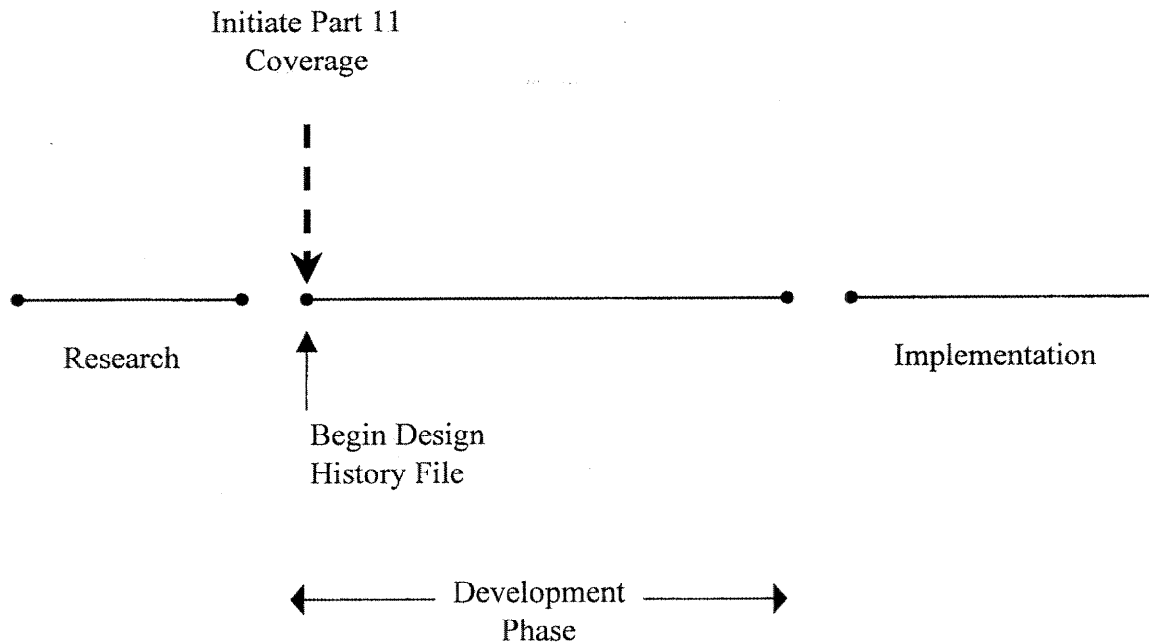 Initiate Part 11
Coverage
Research
Implementation
Begin Design
History File
Development
Phase